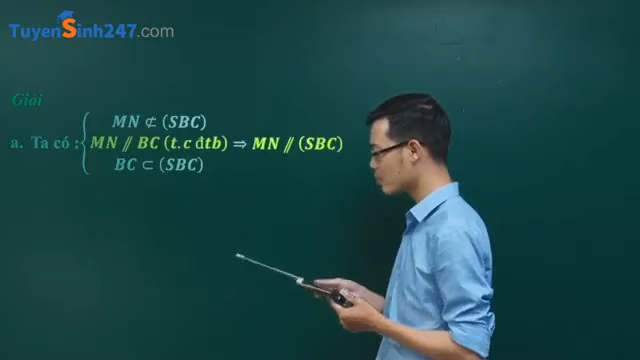 TuyenSinh247.com
Giải
MN ⊄ (SBC)
a. Ta có : MN ∥ BC (t.c đtb) ⇒ MN ∥ (SBC)
BC ⊂ (SBC)